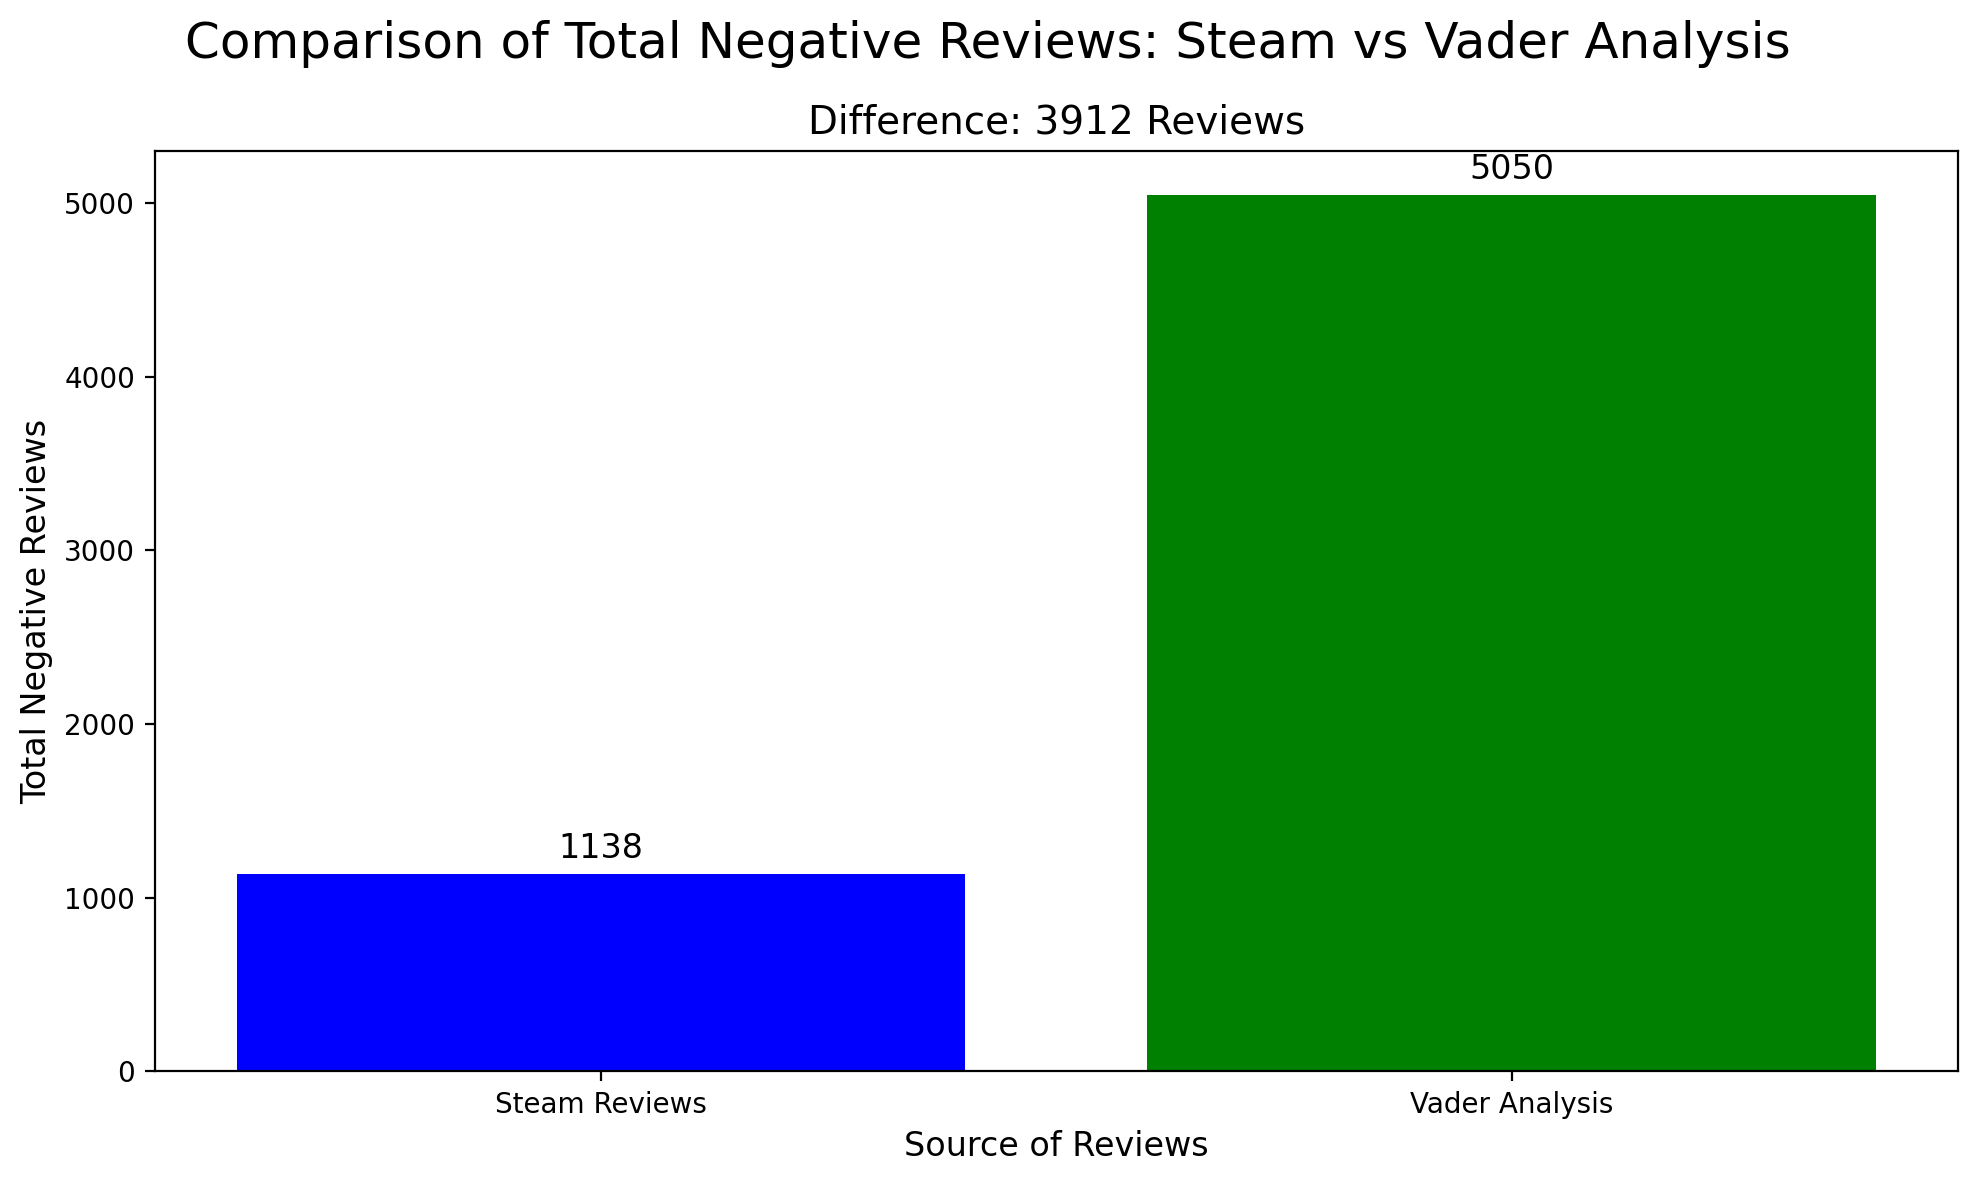 Comparison of Total Negative Reviews: Steam vs Vader Analysis
Difference: 3912 Reviews
Total Negative Reviews
5000
4000
3000
2000
1000
0
1138
5050
Steam Reviews
Vader Analysis
Source of Reviews